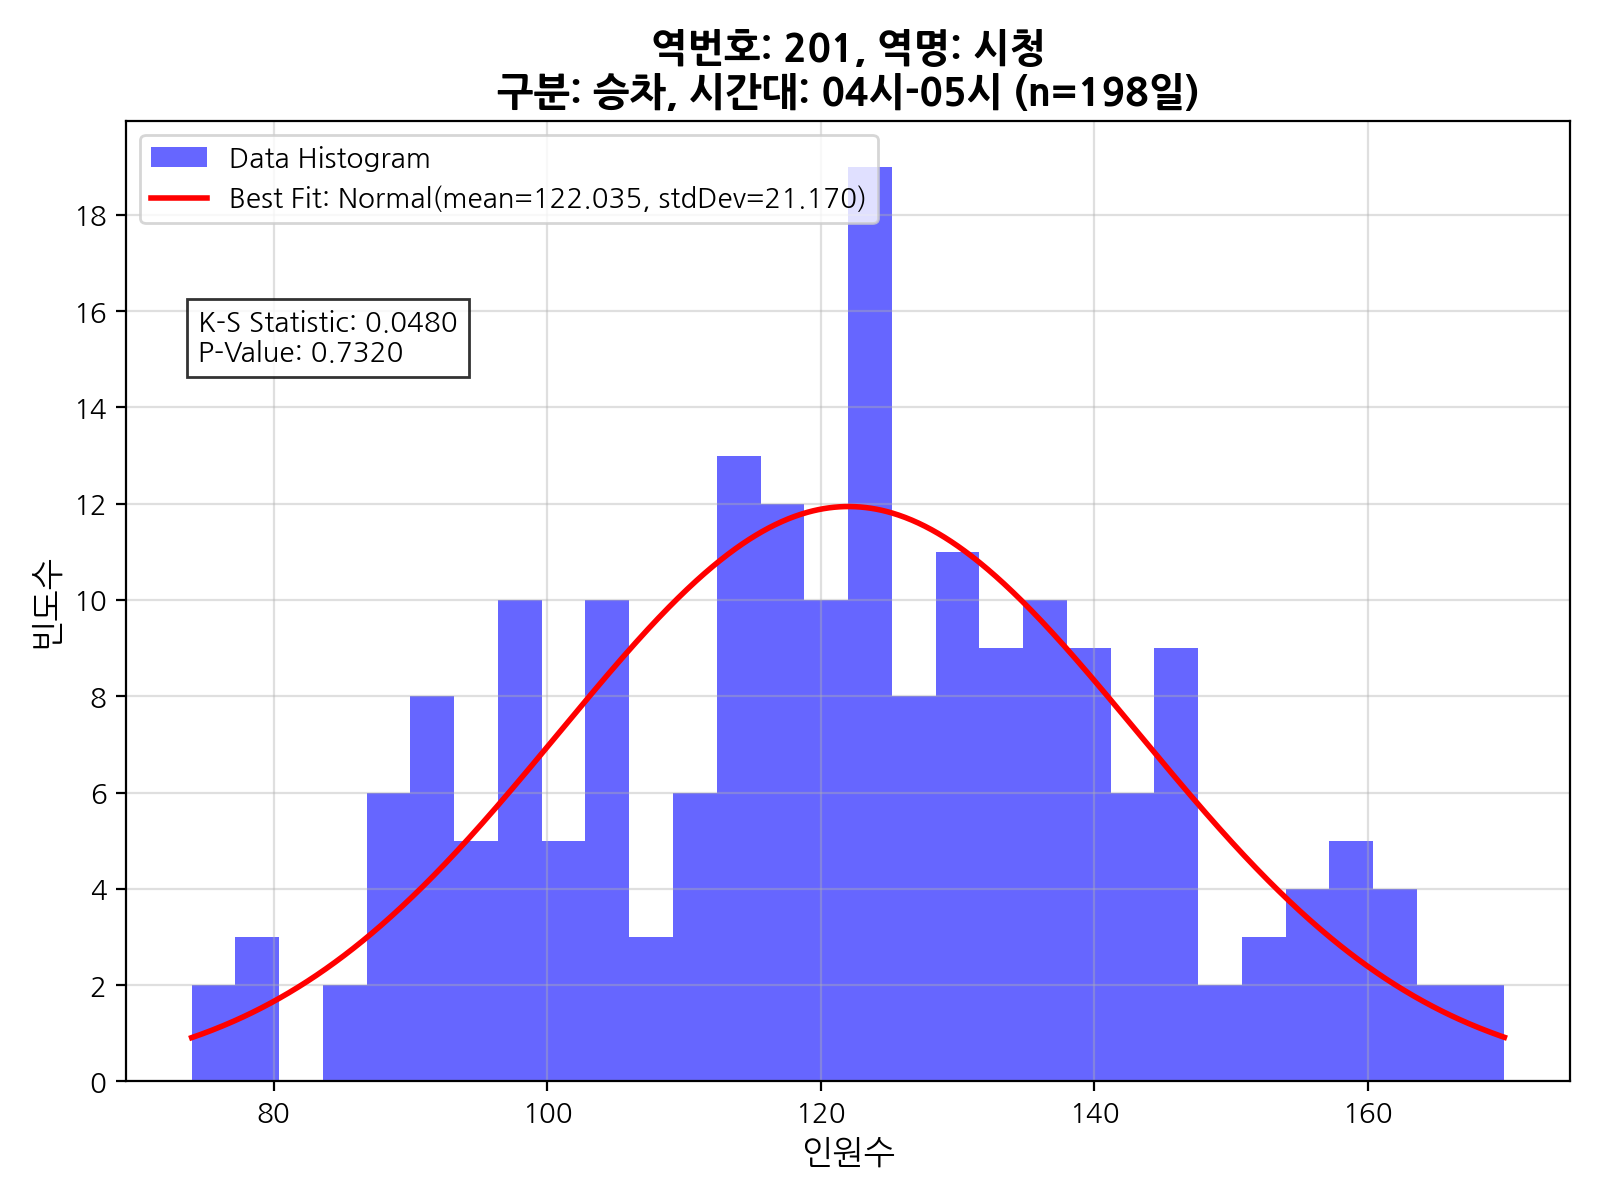 역번호: 201, 역명: 시청
구분: 승차, 시간대: 04시-05시 (n=198일)
Data Histogram
Best Fit: Normal(mean=122.035, stdDev=21.170)
K-S Statistic: 0.0480
P-Value: 0.7320
빈도수
18
16
14
12
10
8
6
4
2
0
80
100
120
140
160
인원수